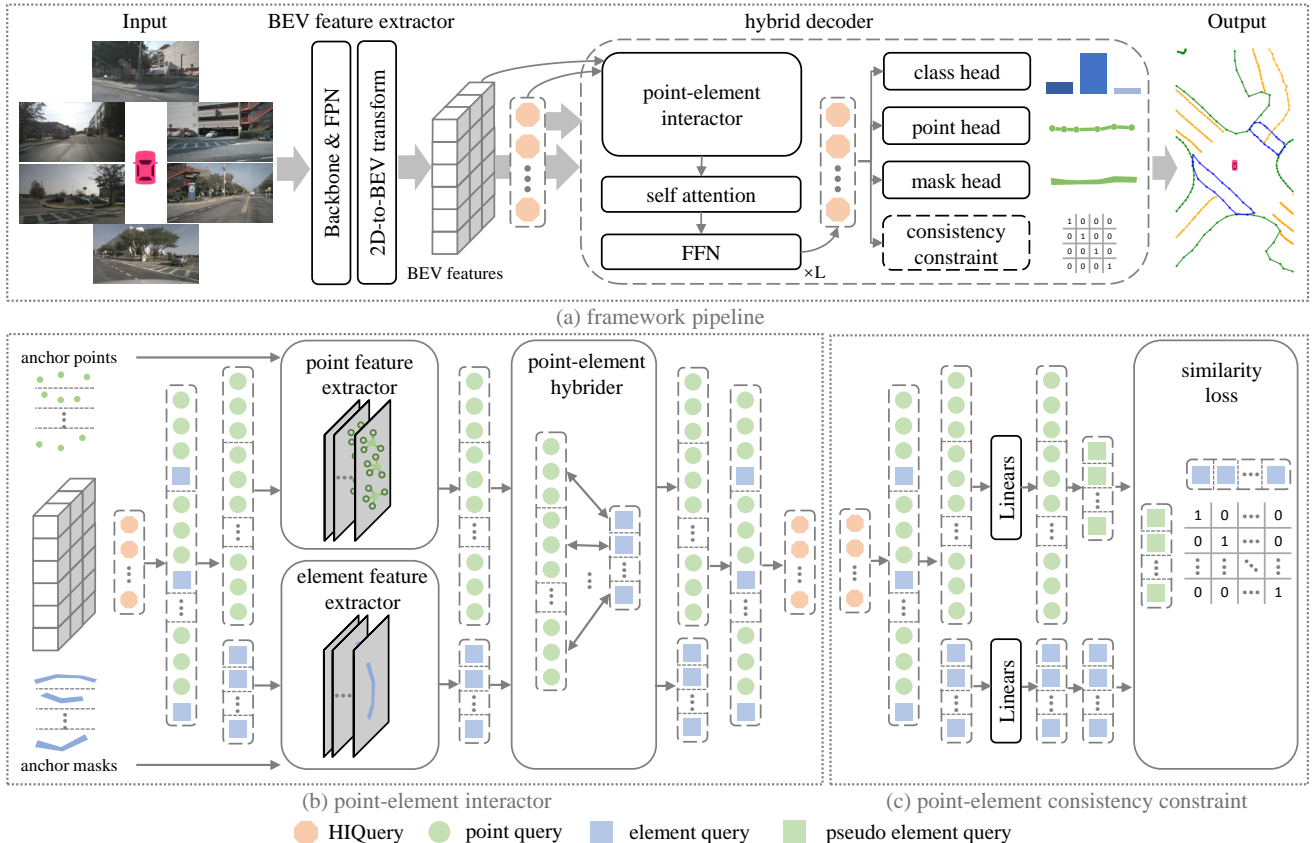 Input
BEV feature extractor
hybrid decoder
Output
Backbone & FPN
2D-to-BEV transform
BEV features
point-element
interactor
self attention
FFN
×L
class head
point head
mask head
consistency
constraint
1 0 0 0
0 1 0 0
0 0 1 0
0 0 0 1
(a) framework pipeline
anchor points
point feature
extractor
point-element
hybrider
element feature
extractor
anchor masks
(b) point-element interactor
Linears
Linears
similarity
loss
1 0 ••• 0
0 1 ••• 0
0 0 ••• 1
(c) point-element consistency constraint
HIQuery
point query
element query
pseudo element query